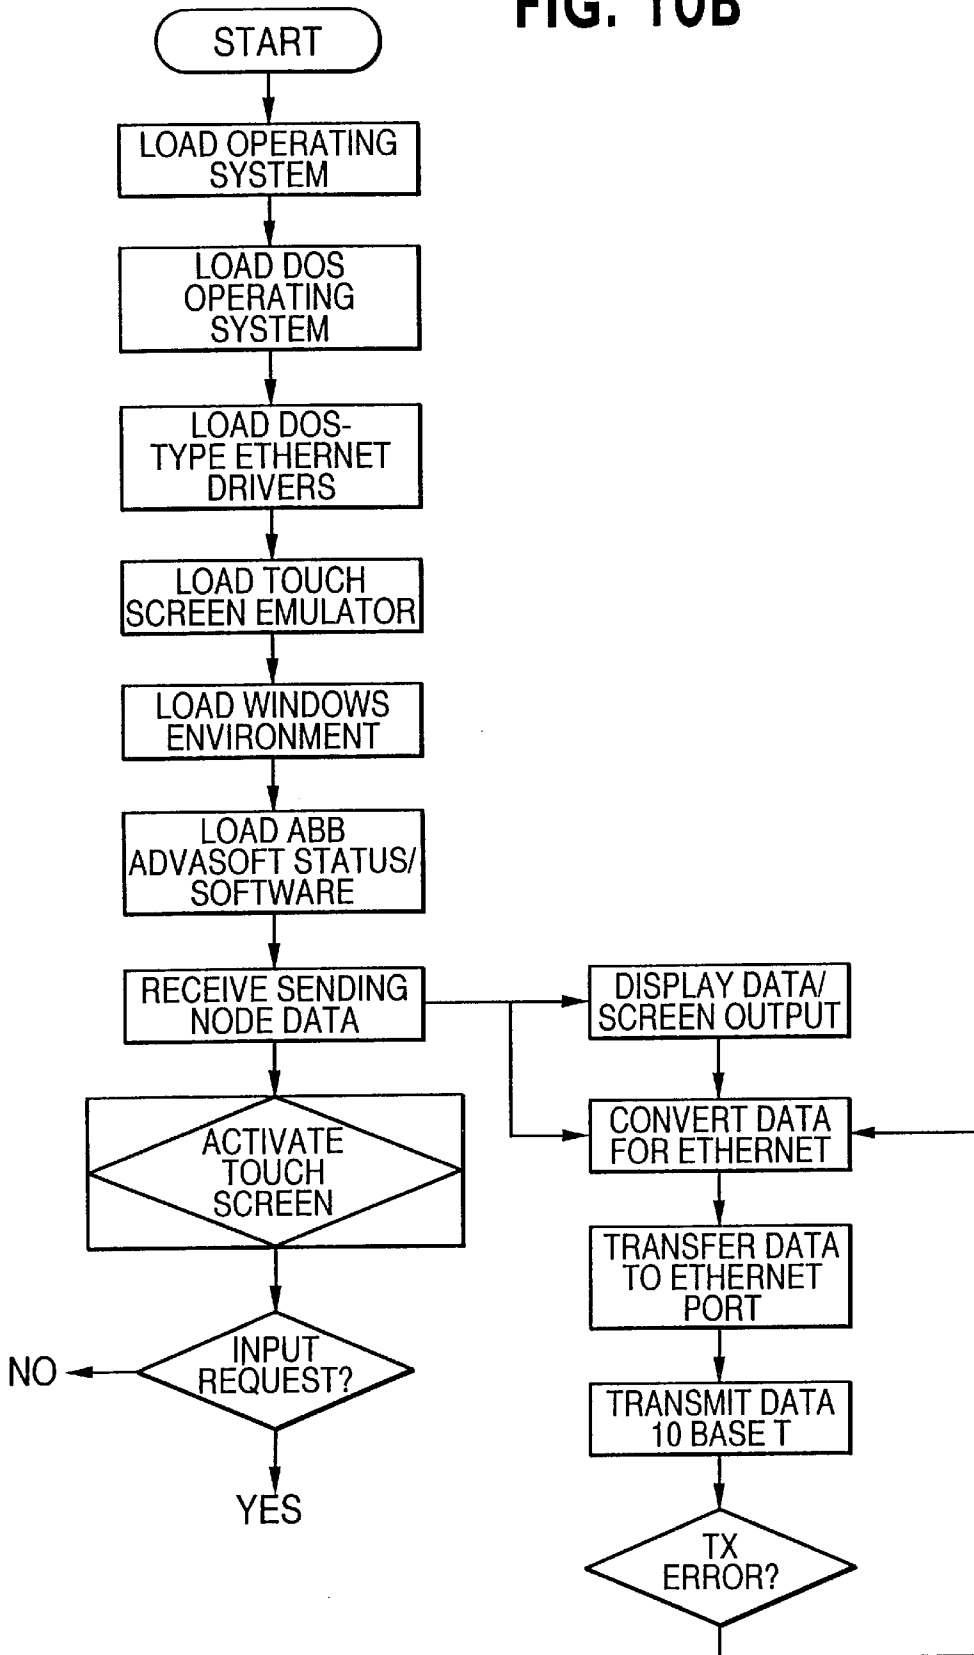 FIG. 10B
START
LOAD OPERATING
SYSTEM
LOAD DOS
OPERATING
SYSTEM
LOAD DOS-
TYPE ETHERNET
DRIVERS
LOAD TOUCH
SCREEN EMULATOR
LOAD WINDOWS
ENVIRONMENT
LOAD ABB
ADVASOFT STATUS/
SOFTWARE
RECEIVE SENDING
NODE DATA
ACTIVATE
TOUCH
SCREEN
INPUT
REQUEST?
NO
YES
DISPLAY DATA/
SCREEN OUTPUT
CONVERT DATA
FOR ETHERNET
TRANSFER DATA
TO ETHERNET
PORT
TRANSMIT DATA
10 BASE T
TX
ERROR?